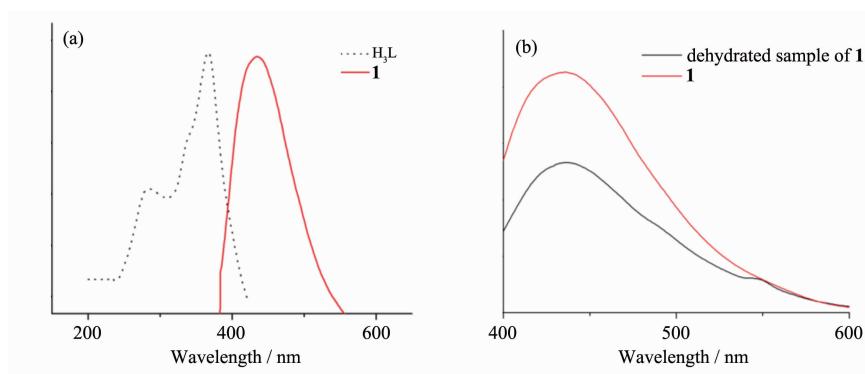 (a)
H₃L
1
200
400
600
Wavelength / nm
(b)
dehydrated sample of 1
1
400
500
600
Wavelength / nm